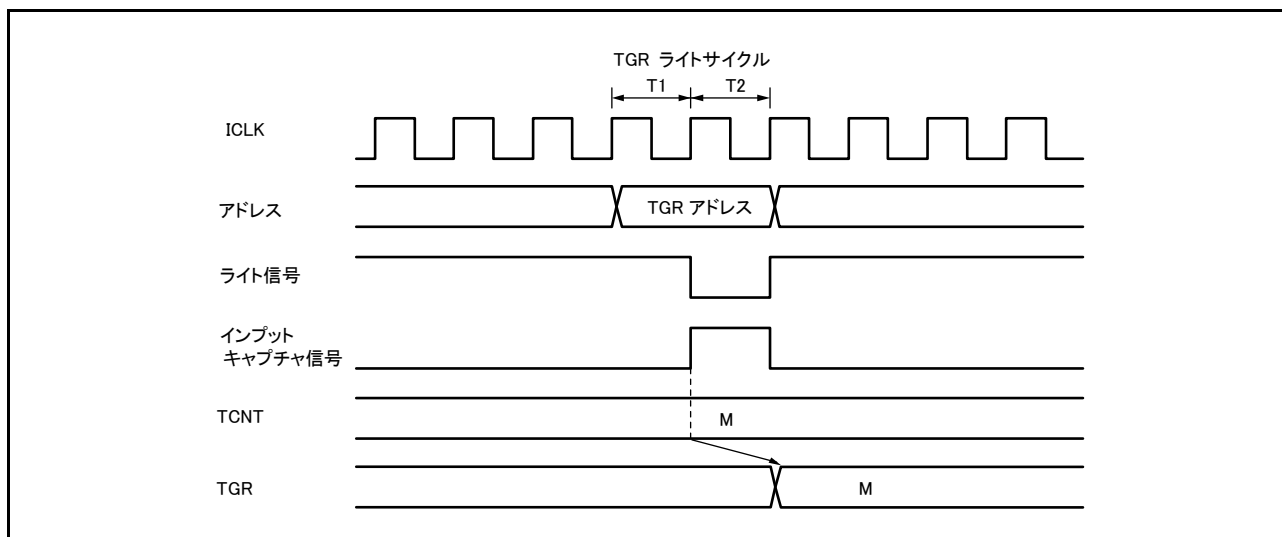 TGR ライトサイクル
T1
T2
ICLK
アドレス
TGR アドレス
ライト信号
インプット
キャプチャ信号
TCNT
M
TGR
M